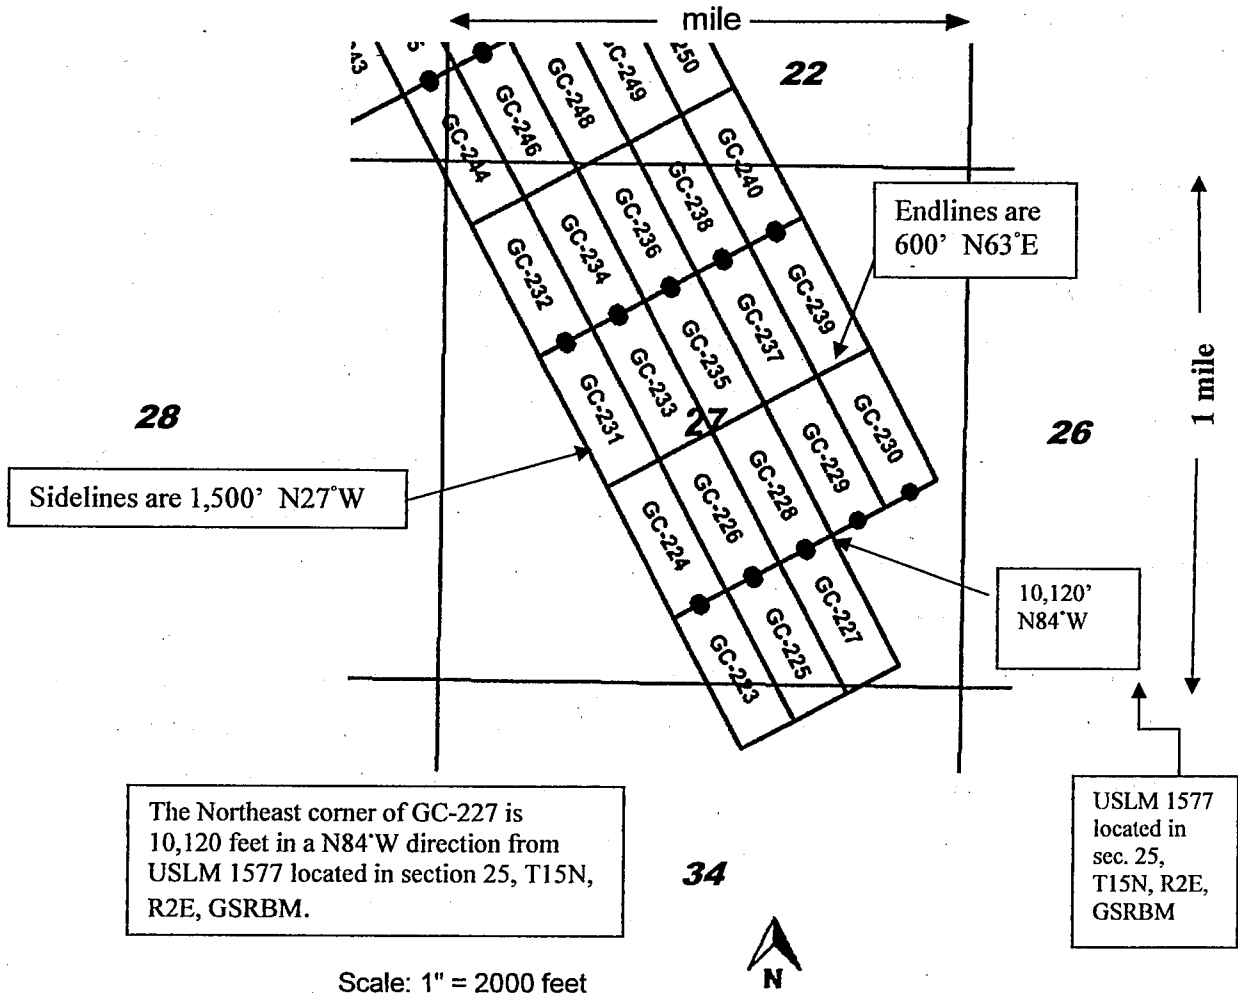 mile
22
5
A3
GC-244
GC-246
GC-248
GC-249
250
GC-240
GC-238
GC-236
GC-234
GC-232
Endlines are
600' N63°E
GC-239
GC-237
GC-235
GC-233
GC-231
27
28
26
1 mile
GC-230
GC-229
GC-228
GC-226
GC-224
Sidelines are 1,500' N27°W
GC-227
GC-225
GC-223
10,120'
N84°W
The Northeast corner of GC-227 is
10,120 feet in a N84°W direction from
USLM 1577 located in section 25, T15N,
R2E, GSRBM.
USLM 1577
located in
sec. 25,
T15N, R2E,
GSRBM
34
N
Scale: 1" = 2000 feet